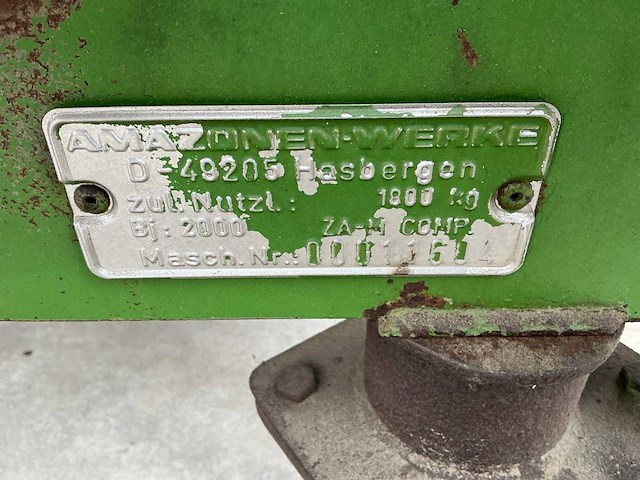 AMAZONEN-WERKE
D-49205 Hasbergen
zul. Nutzl.: 1800 kg
Bj: 2000 ZA-M COMP.
Masch.Nr.: